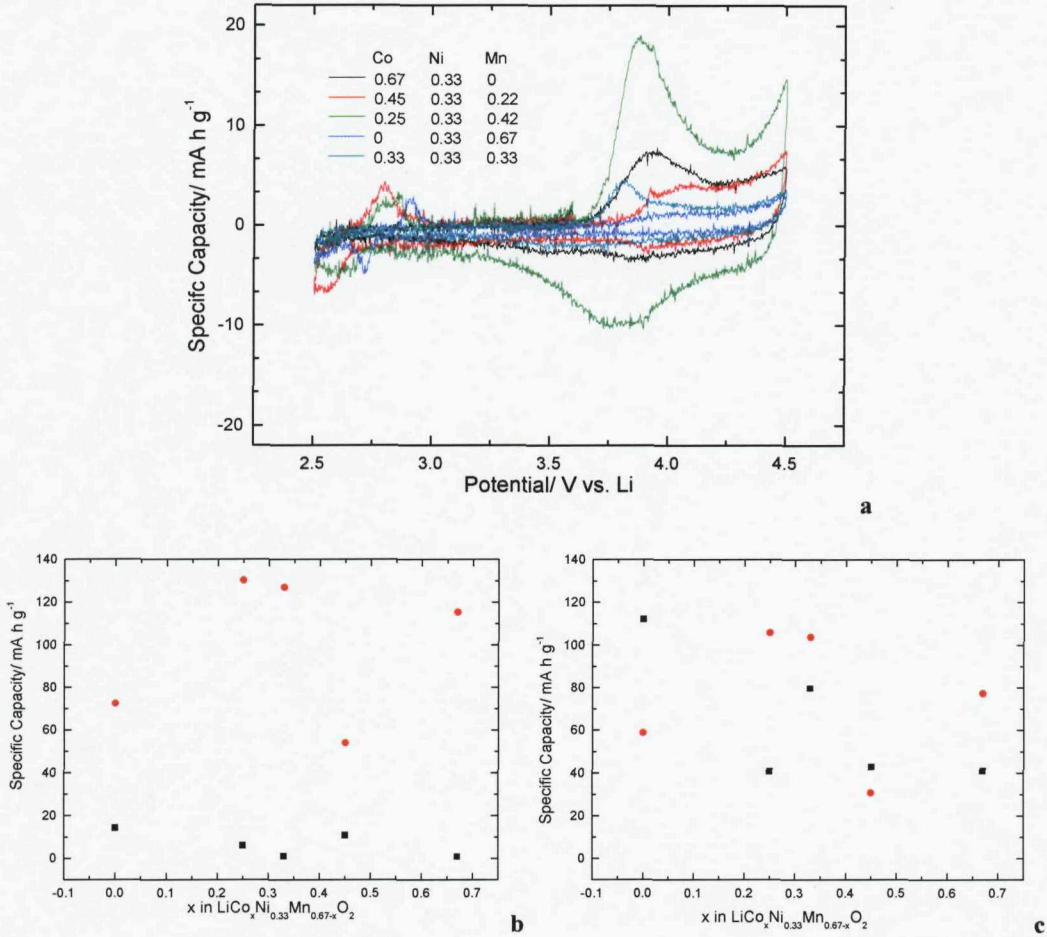 a
20
10
0
-10
-20
Specifc Capacity/ mA h g⁻¹
Co Ni Mn
0.67 0.33 0
0.45 0.33 0.22
0.25 0.33 0.42
0 0.33 0.67
0.33 0.33 0.33
2.5 3.0 3.5 4.0 4.5
Potential/ V vs. Li
a
140
120
100
80
60
40
20
0
Specific Capacity/ mA h g⁻¹
-0.1 0.0 0.1 0.2 0.3 0.4 0.5 0.6 0.7
x in LiCoₓNi₀.₃₃Mn₀.₆₇₋ₓO₂
b
140
120
100
80
60
40
20
0
Specific Capacity/ mA h g⁻¹
-0.1 0.0 0.1 0.2 0.3 0.4 0.5 0.6 0.7
x in LiCoₓNi₀.₃₃Mn₀.₆₇₋ₓO₂
c